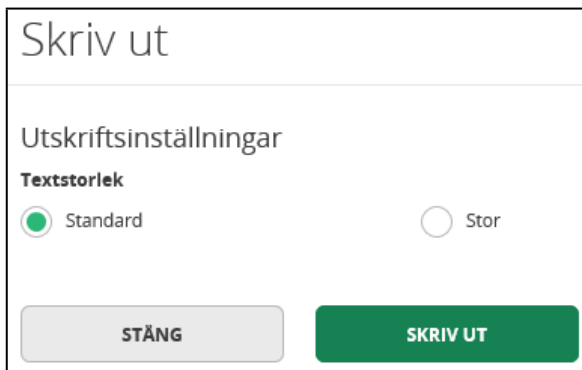 Skriv ut
Utskriftsinställningar
Textstorlek
Standard Stor
STÄNG SKRIV UT